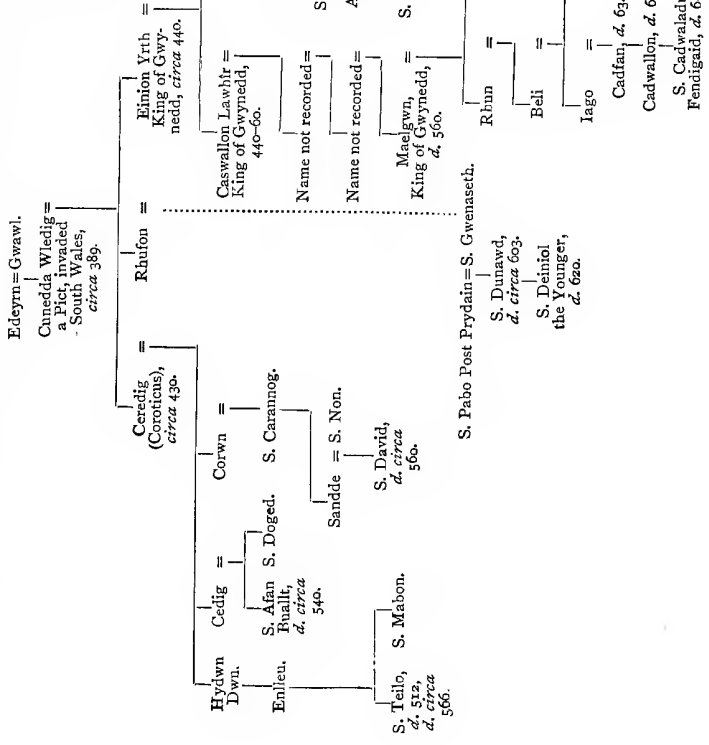 Edeyrn=Gwawl.
Cunedda Wledig=
a Pict, invaded
South Wales,
circa 389.
Ceredig =
(Coroticus),
circa 430.
Rhufon =
Einion Yrth =
King of Gwy-
nedd, circa 440.
Hydwn
Dwn.
Cedig =
Corwn =
Caswallon Lawhîr =
King of Gwynedd,
440-60.
Enlleu.
S. Afan
Buallt,
d. circa
540.
S. Doged.
S. Carannog.
Name not recorded=
Sandde = S. Non.
Name not recorded=
S. Teilo,
d. 512,
d. circa
566.
S. Mabon.
S. David,
d. circa
560.
Maelgwn, =
King of Gwynedd,
d. 560.
S. Pabo Post Prydain=S. Gwenaseth.
S. Dunawd,
d. circa 603.
S. Deiniol
the Younger,
d. 620.
Rhun =
Beli =
Iago =
Cadfan, d. 63
Cadwallon, d. 6
S. Cadwalad
Fendigaid, d. 6
S.
A
S.